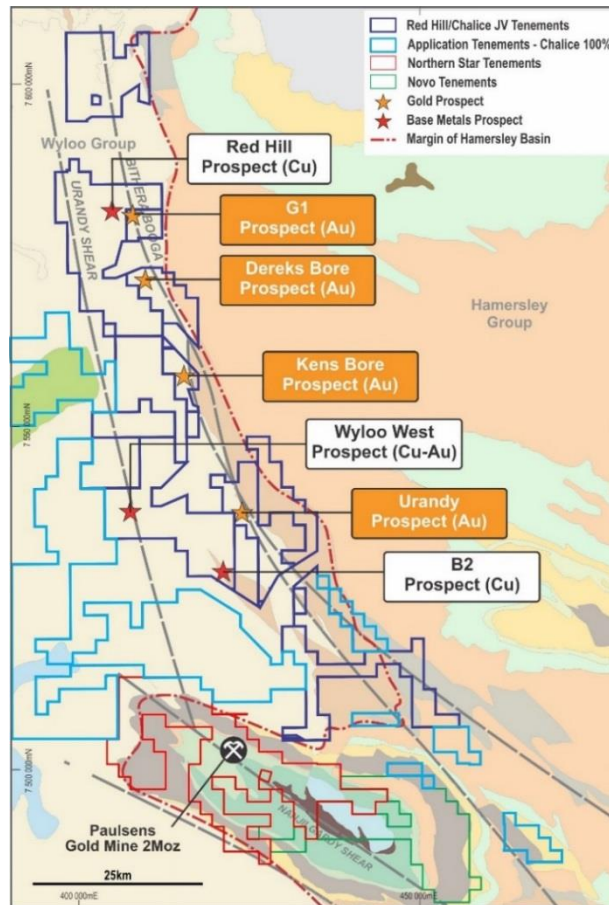 Red Hill/Chalice JV Tenements
Application Tenements - Chalice 100%
Northern Star Tenements
Novo Tenements
Gold Prospect
Base Metals Prospect
Margin of Hamersley Basin
7 600 000mN
Wyloo Group
Red Hill
Prospect (Cu)
BITHERA BOOGA
URANDY SHEAR
G1
Prospect (Au)
Dereks Bore
Prospect (Au)
Hamersley
Group
Kens Bore
Prospect (Au)
7 550 000mN
Wyloo West
Prospect (Cu-Au)
Urandy
Prospect (Au)
B2
Prospect (Cu)
7 500 000mN
Paulsens
Gold Mine 2Moz
SHEAR
25km
400 000mE
450 000mE